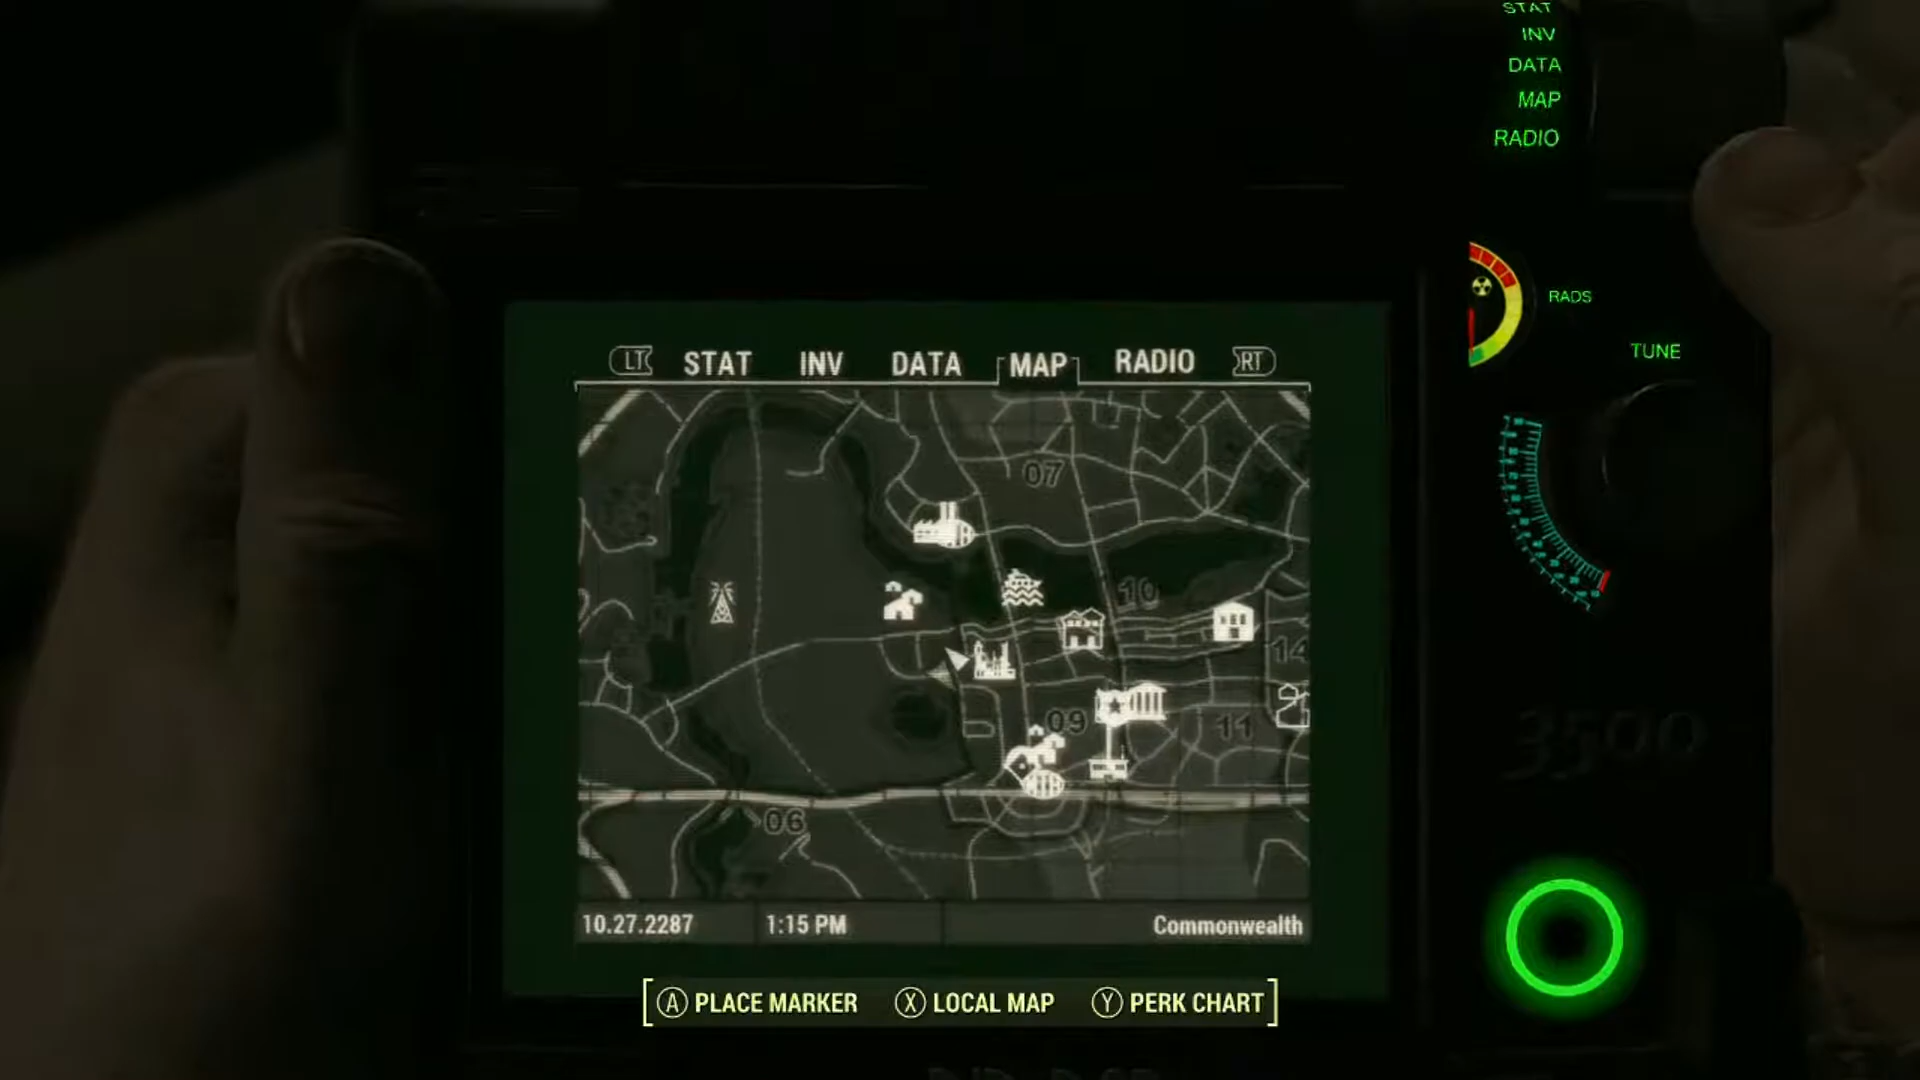 STAT
INV
DATA
MAP
RADIO
RADS
TUNE
LT STAT INV DATA MAP RADIO RT
07
10
14
09
11
06
3500
10.27.2287 1:15 PM Commonwealth
A PLACE MARKER X LOCAL MAP Y PERK CHART